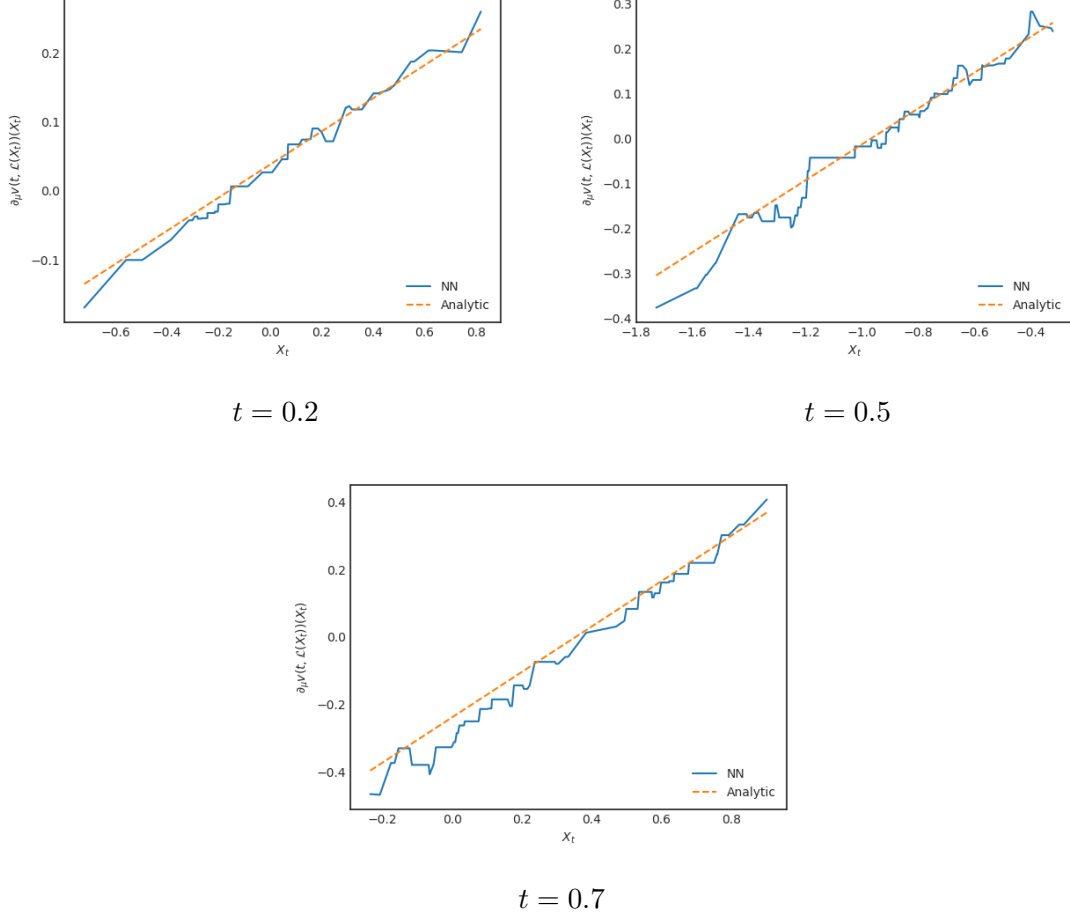 0.2
0.1
0.0
−0.1
∂μv(t, ℒ(Xt))(Xt)
NN
Analytic
−0.6 −0.4 −0.2 0.0 0.2 0.4 0.6 0.8
Xt
t = 0.2
0.3
0.2
0.1
0.0
−0.1
−0.2
−0.3
−0.4
∂μv(t, ℒ(Xt))(Xt)
NN
Analytic
−1.8 −1.6 −1.4 −1.2 −1.0 −0.8 −0.6 −0.4
Xt
t = 0.5
0.4
0.2
0.0
−0.2
−0.4
∂μv(t, ℒ(Xt))(Xt)
NN
Analytic
−0.2 0.0 0.2 0.4 0.6 0.8
Xt
t = 0.7